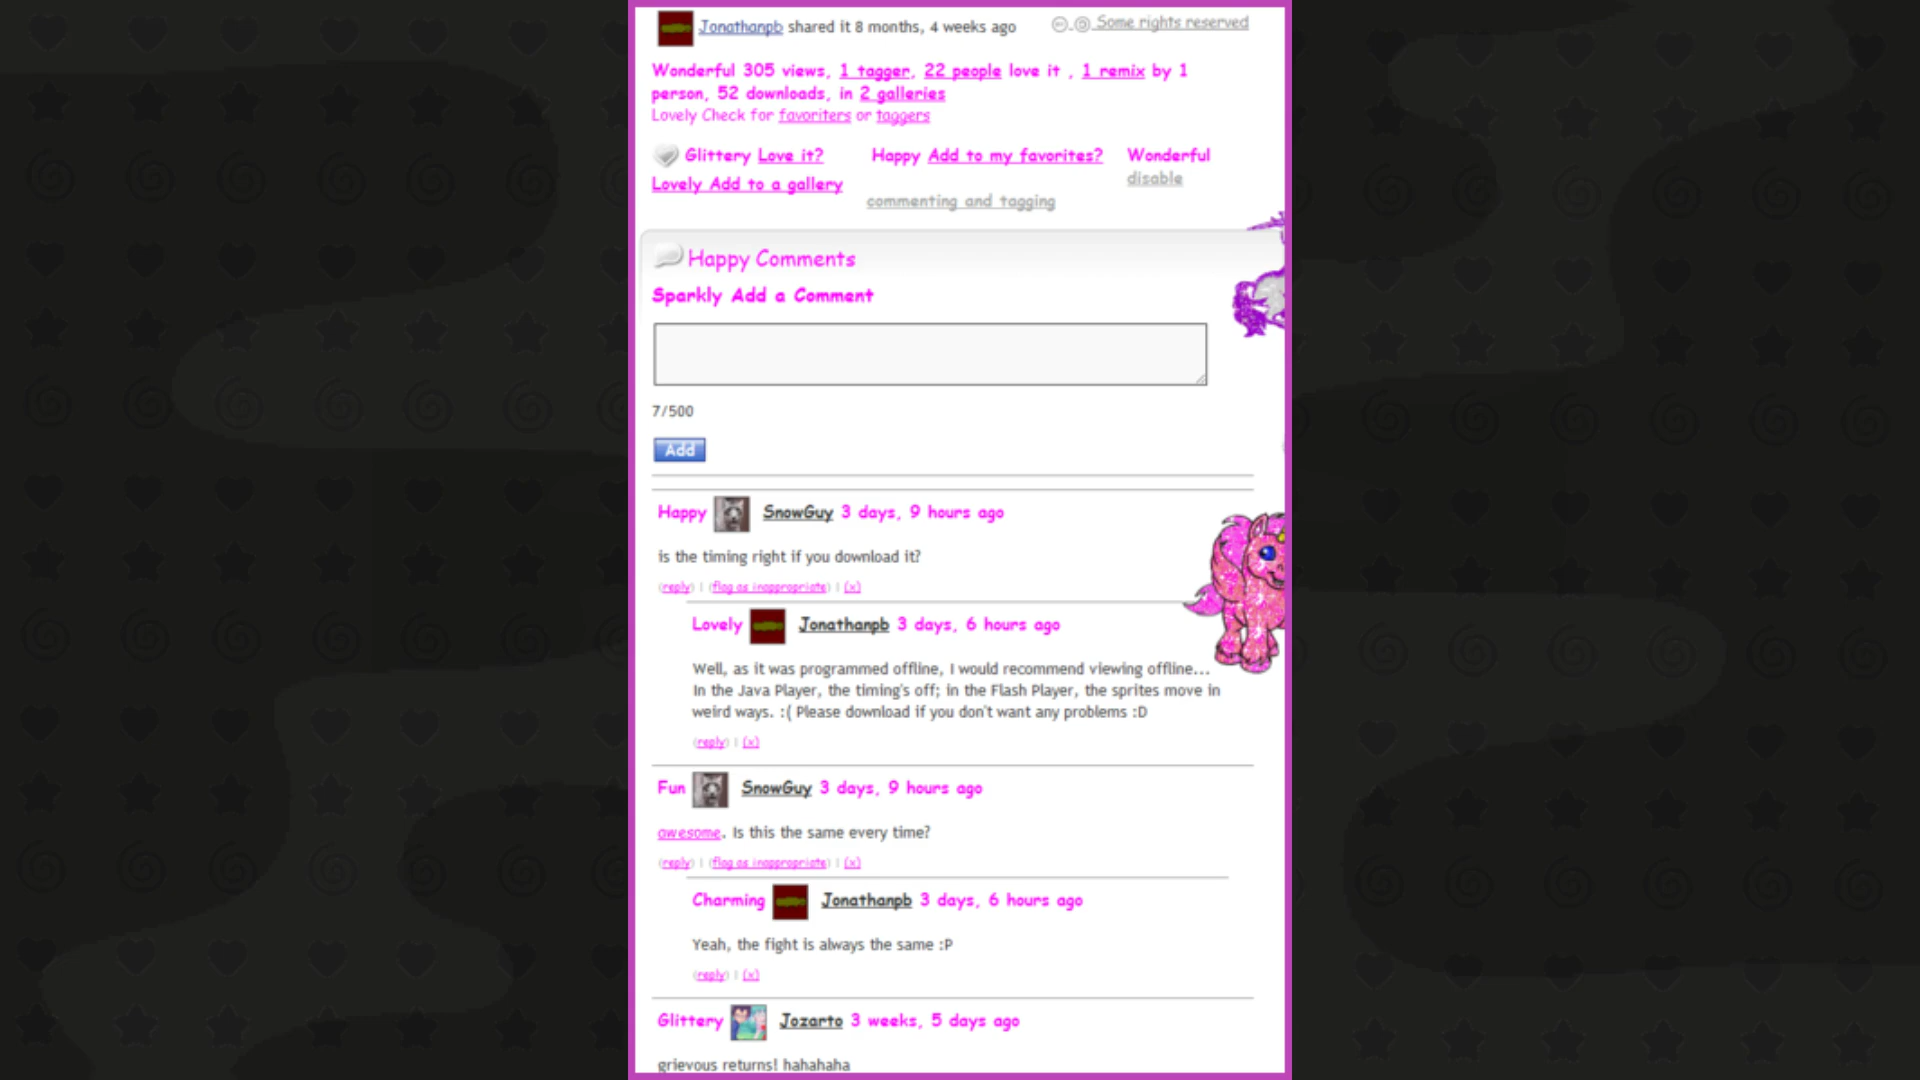 Jonathanpb shared it 8 months, 4 weeks ago Some rights reserved
Wonderful 305 views, 1 tagger, 22 people love it , 1 remix by 1
person, 52 downloads, in 2 galleries
Lovely Check for favoriters or taggers
Glittery Love it? Happy Add to my favorites? Wonderful
disable
Lovely Add to a gallery
commenting and tagging
Happy Comments
Sparkly Add a Comment
7/500
Add
Happy SnowGuy 3 days, 9 hours ago
is the timing right if you download it?
(reply) | (flag as inappropriate) | (x)
Lovely Jonathanpb 3 days, 6 hours ago
Well, as it was programmed offline, I would recommend viewing offline...
In the Java Player, the timing's off; in the Flash Player, the sprites move in
weird ways. :( Please download if you don't want any problems :D
(reply) | (x)
Fun SnowGuy 3 days, 9 hours ago
awesome. Is this the same every time?
(reply) | (flag as inappropriate) | (x)
Charming Jonathanpb 3 days, 6 hours ago
Yeah, the fight is always the same :P
(reply) | (x)
Glittery Jozarto 3 weeks, 5 days ago
grievous returns! hahahaha